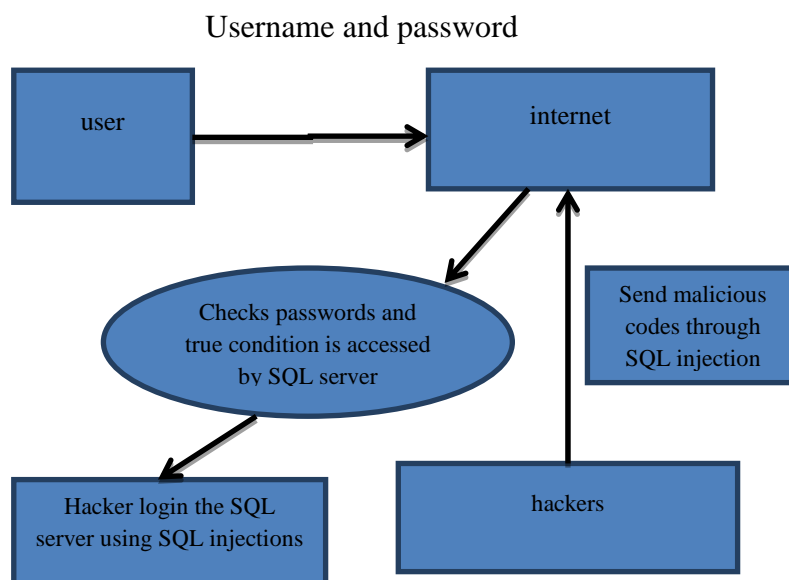 Username and password
user
internet
Checks passwords and
true condition is accessed
by SQL server
Send malicious
codes through
SQL injection
Hacker login the SQL
server using SQL injections
hackers